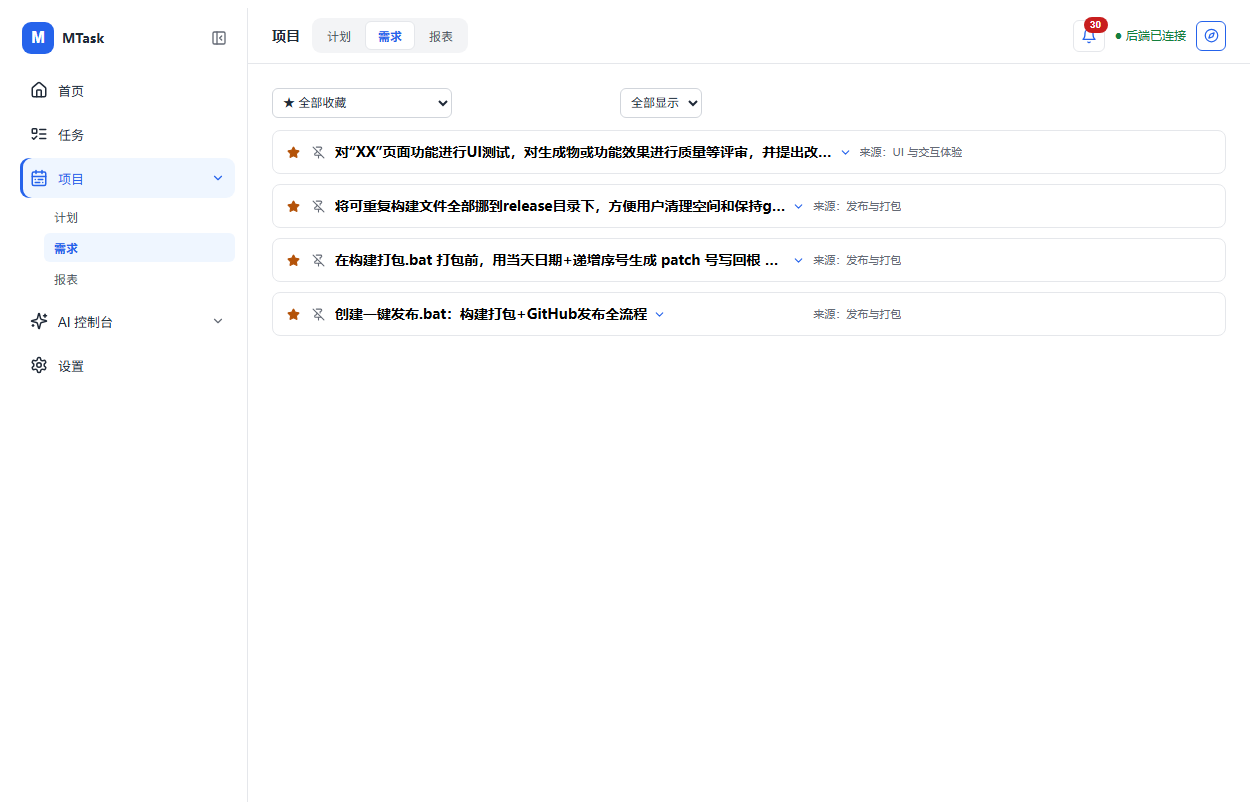 M MTask
首页
任务
项目
计划
需求
报表
AI 控制台
设置
项目 计划 需求 报表
30
后端已连接
★ 全部收藏 全部显示
对“XX”页面功能进行UI测试，对生成物或功能效果进行质量等评审，并提出改... 来源：UI 与交互体验
将可重复构建文件全部挪到release目录下，方便用户清理空间和保持g... 来源：发布与打包
在构建打包.bat 打包前，用当天日期+递增序号生成 patch 号写回根 ... 来源：发布与打包
创建一键发布.bat：构建打包+GitHub发布全流程 来源：发布与打包